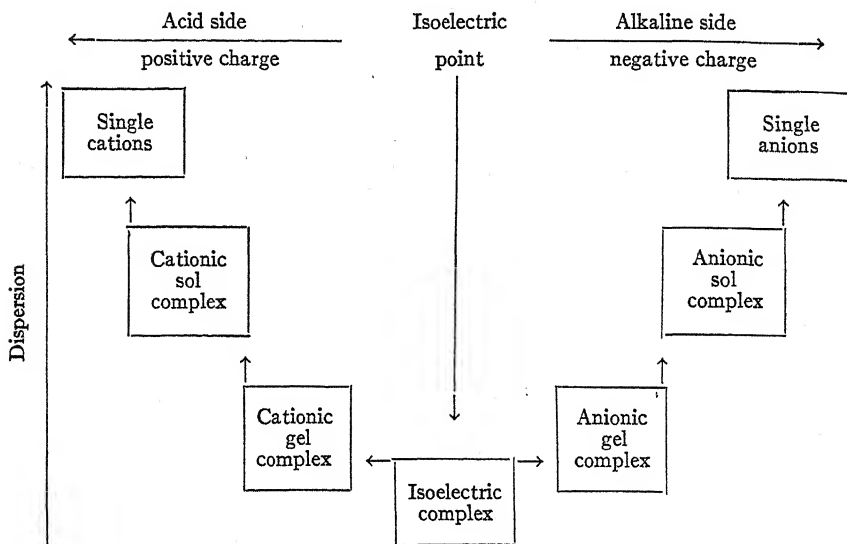 Acid side
positive charge
Isoelectric
point
Alkaline side
negative charge
Dispersion
Single
cations
Single
anions
Cationic
sol
complex
Anionic
sol
complex
Cationic
gel
complex
Anionic
gel
complex
Isoelectric
complex